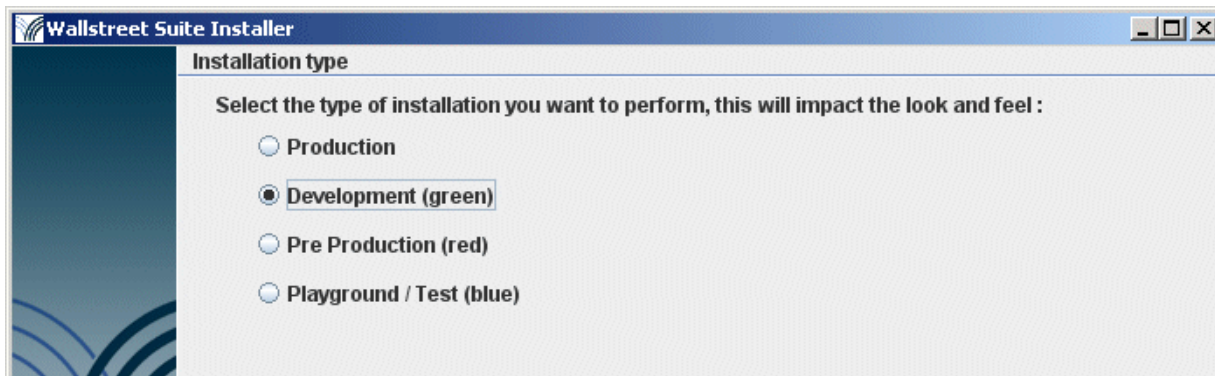 Wallstreet Suite Installer
Installation type
Select the type of installation you want to perform, this will impact the look and feel :
Production
Development (green)
Pre Production (red)
Playground / Test (blue)